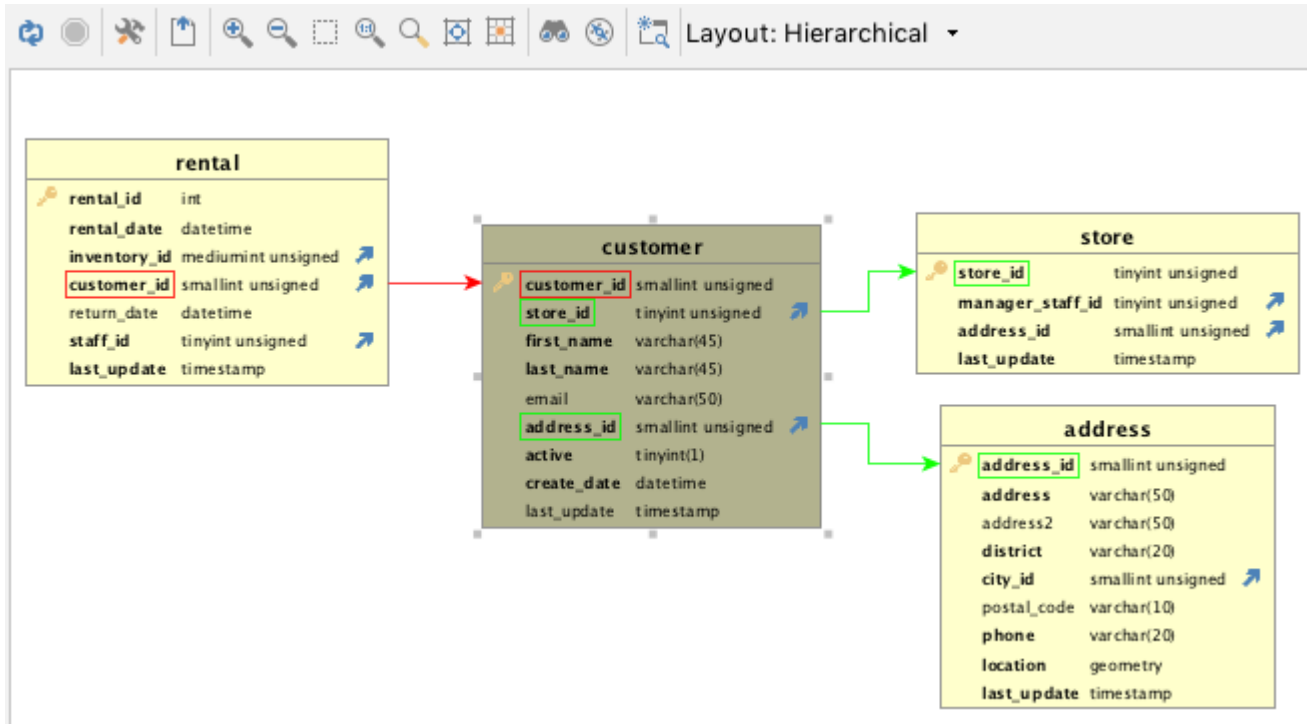 Layout: Hierarchical
rental
rental_id int
rental_date datetime
inventory_id mediumint unsigned
customer_id smallint unsigned
return_date datetime
staff_id tinyint unsigned
last_update timestamp
customer
customer_id smallint unsigned
store_id tinyint unsigned
first_name varchar(45)
last_name varchar(45)
email varchar(50)
address_id smallint unsigned
active tinyint(1)
create_date datetime
last_update timestamp
store
store_id tinyint unsigned
manager_staff_id tinyint unsigned
address_id smallint unsigned
last_update timestamp
address
address_id smallint unsigned
address varchar(50)
address2 varchar(50)
district varchar(20)
city_id smallint unsigned
postal_code varchar(10)
phone varchar(20)
location geometry
last_update timestamp